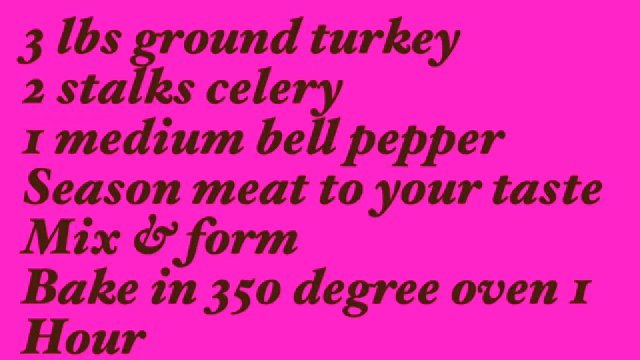 3 lbs ground turkey
2 stalks celery
1 medium bell pepper
Season meat to your taste
Mix & form
Bake in 350 degree oven 1
Hour